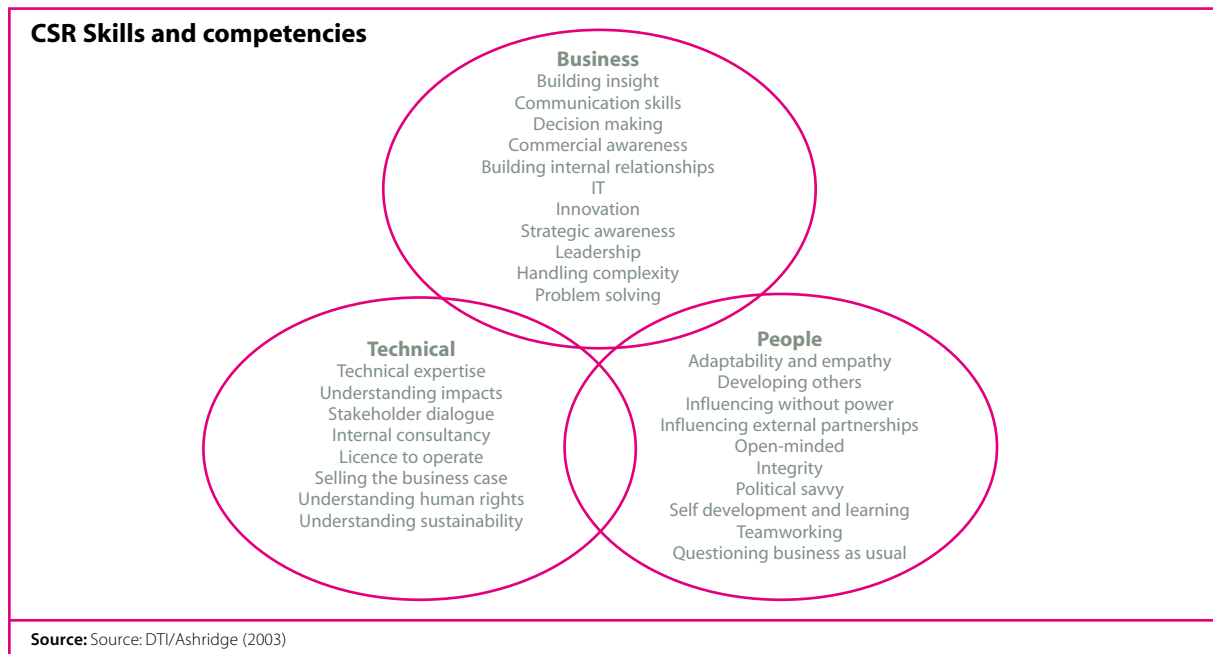 CSR Skills and competencies
Business
Building insight
Communication skills
Decision making
Commercial awareness
Building internal relationships
IT
Innovation
Strategic awareness
Leadership
Handling complexity
Problem solving
Technical
Technical expertise
Understanding impacts
Stakeholder dialogue
Internal consultancy
Licence to operate
Selling the business case
Understanding human rights
Understanding sustainability
People
Adaptability and empathy
Developing others
Influencing without power
Influencing external partnerships
Open-minded
Integrity
Political savvy
Self development and learning
Teamworking
Questioning business as usual
Source: Source: DTI/Ashridge (2003)